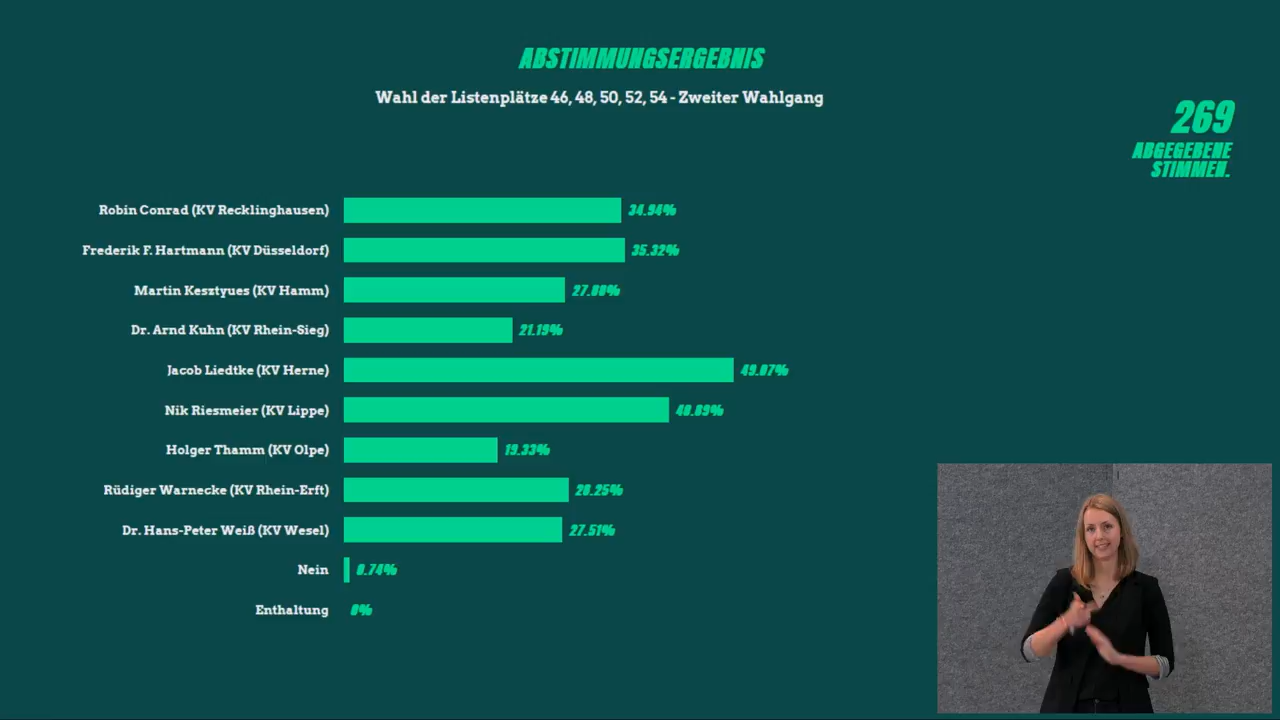 ABSTIMMUNGSERGEBNIS
Wahl der Listenplätze 46, 48, 50, 52, 54 - Zweiter Wahlgang
269
ABGEGEBENE
STIMMEN.
Robin Conrad (KV Recklinghausen) 34.94%
Frederik F. Hartmann (KV Düsseldorf) 35.32%
Martin Kesztyues (KV Hamm) 27.88%
Dr. Arnd Kuhn (KV Rhein-Sieg) 21.19%
Jacob Liedtke (KV Herne) 49.07%
Nik Riesmeier (KV Lippe) 40.89%
Holger Thamm (KV Olpe) 19.33%
Rüdiger Warnecke (KV Rhein-Erft) 28.25%
Dr. Hans-Peter Weiß (KV Wesel) 27.51%
Nein 0.74%
Enthaltung 0%